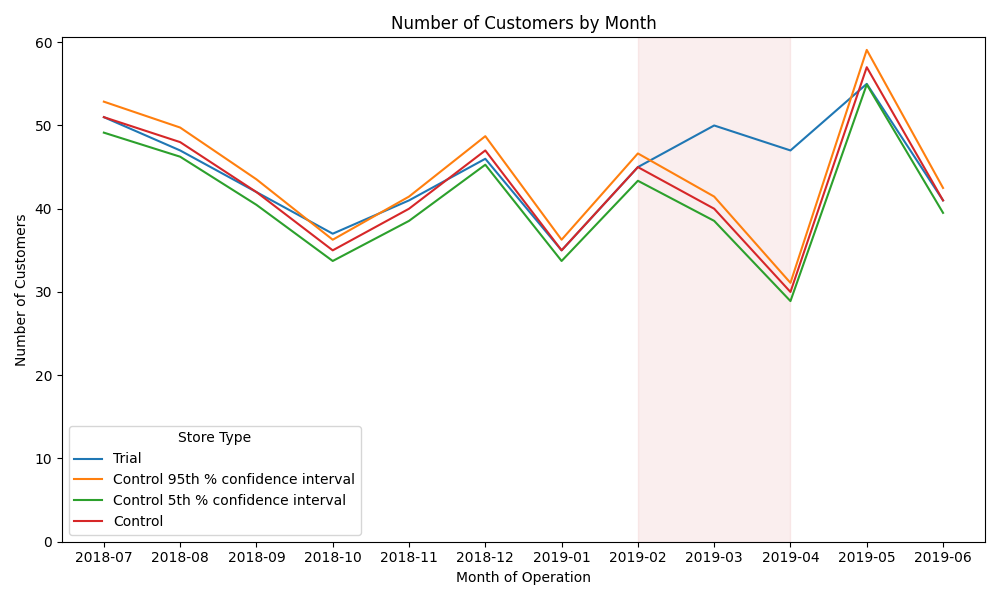 Number of Customers by Month
Number of Customers
60
50
40
30
20
10
0
Store Type
Trial
Control 95th % confidence interval
Control 5th % confidence interval
Control
2018-07 2018-08 2018-09 2018-10 2018-11 2018-12 2019-01 2019-02 2019-03 2019-04 2019-05 2019-06
Month of Operation